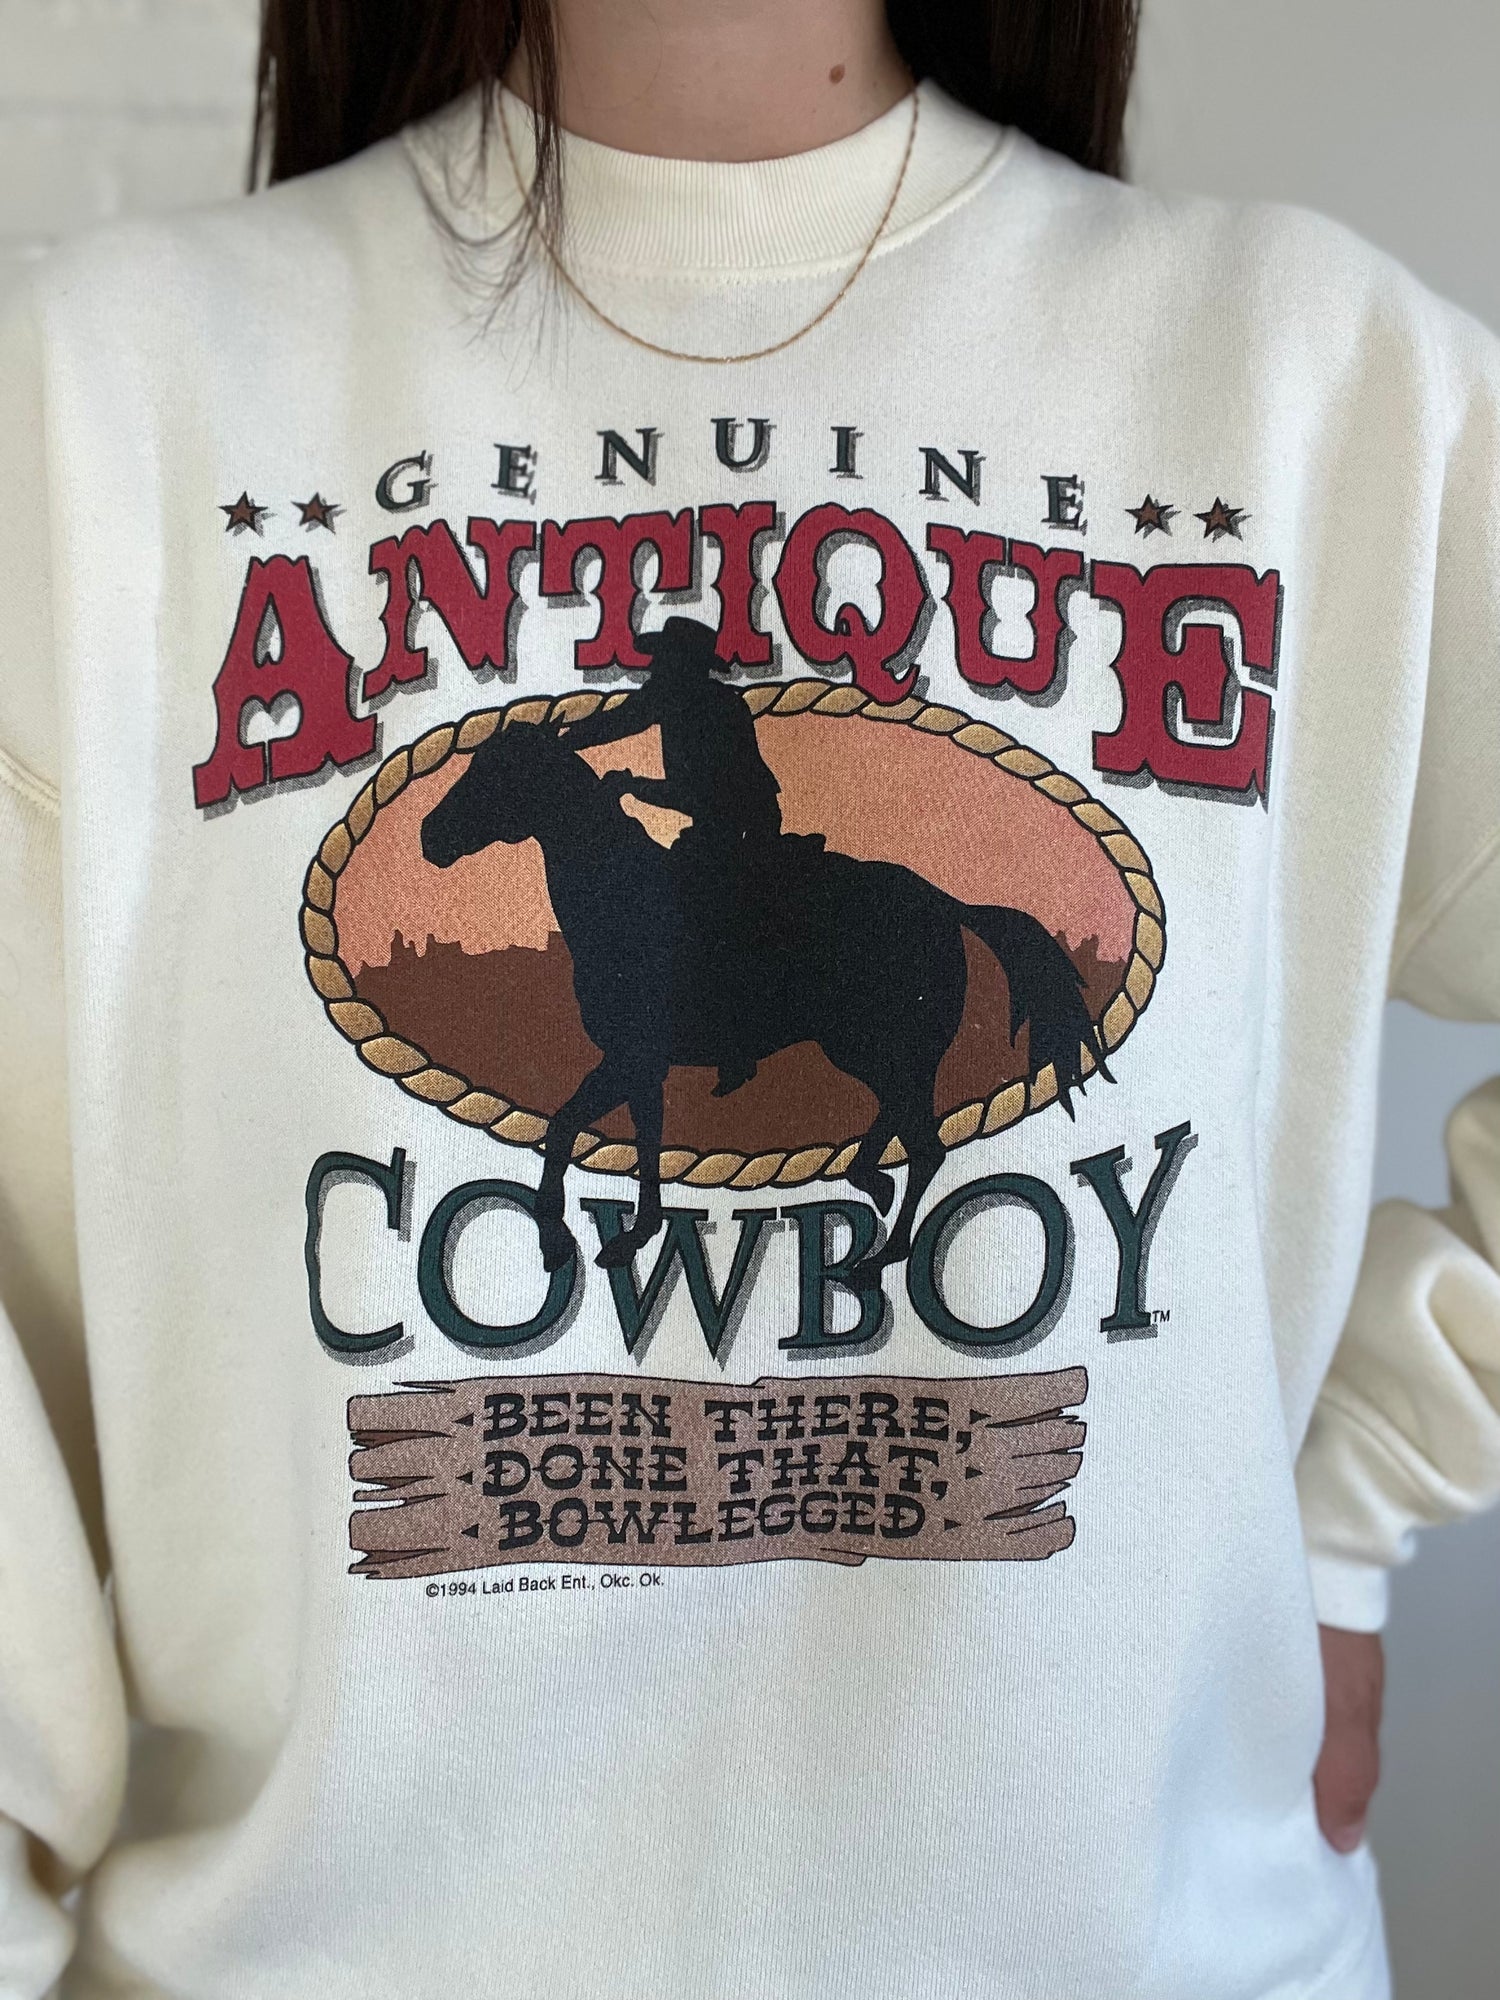 GENUINE
ANTIQUE
COWBOY™
BEEN THERE,
DONE THAT,
BOWLEGGED
©1994 Laid Back Ent., Okc. Ok.